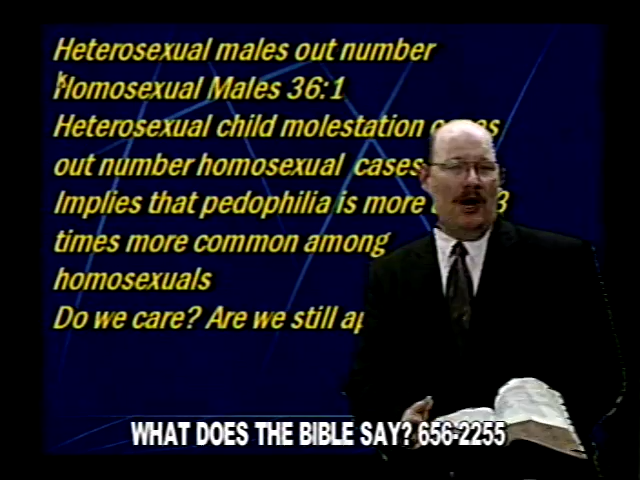 Heterosexual males out number
Homosexual Males 36:1
Heterosexual child molestation
out number homosexual cases
Implies that pedophilia is more
times more common among
homosexuals
Do we care? Are we still
WHAT DOES THE BIBLE SAY? 656-2255